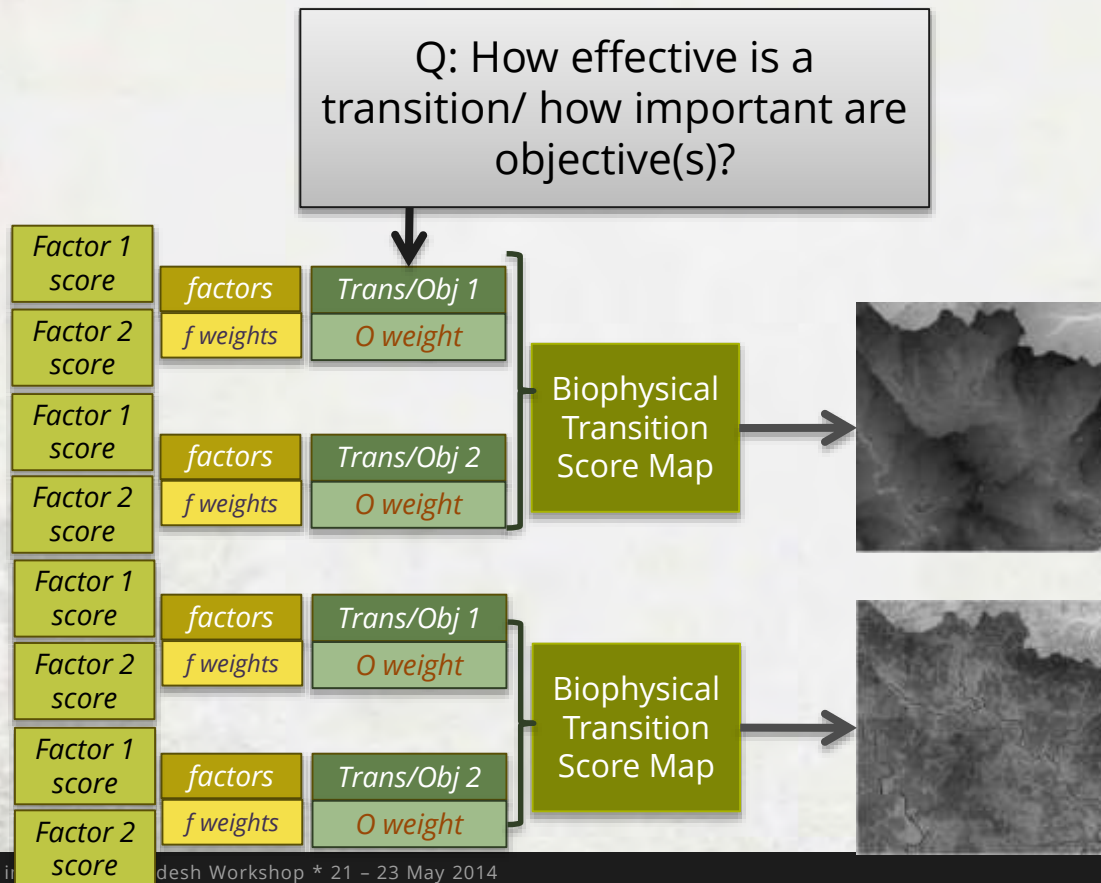 Q: How effective is a
transition/ how important are
objective(s)?
Factor 1
score
factors
Trans/Obj 1
f weights
O weight
Factor 2
score
Factor 1
score
factors
Trans/Obj 2
f weights
O weight
Factor 2
score
Biophysical
Transition
Score Map
Factor 1
score
factors
Trans/Obj 1
f weights
O weight
Factor 2
score
Factor 1
score
factors
Trans/Obj 2
f weights
O weight
Factor 2
score
Biophysical
Transition
Score Map
desh Workshop * 21 – 23 May 2014